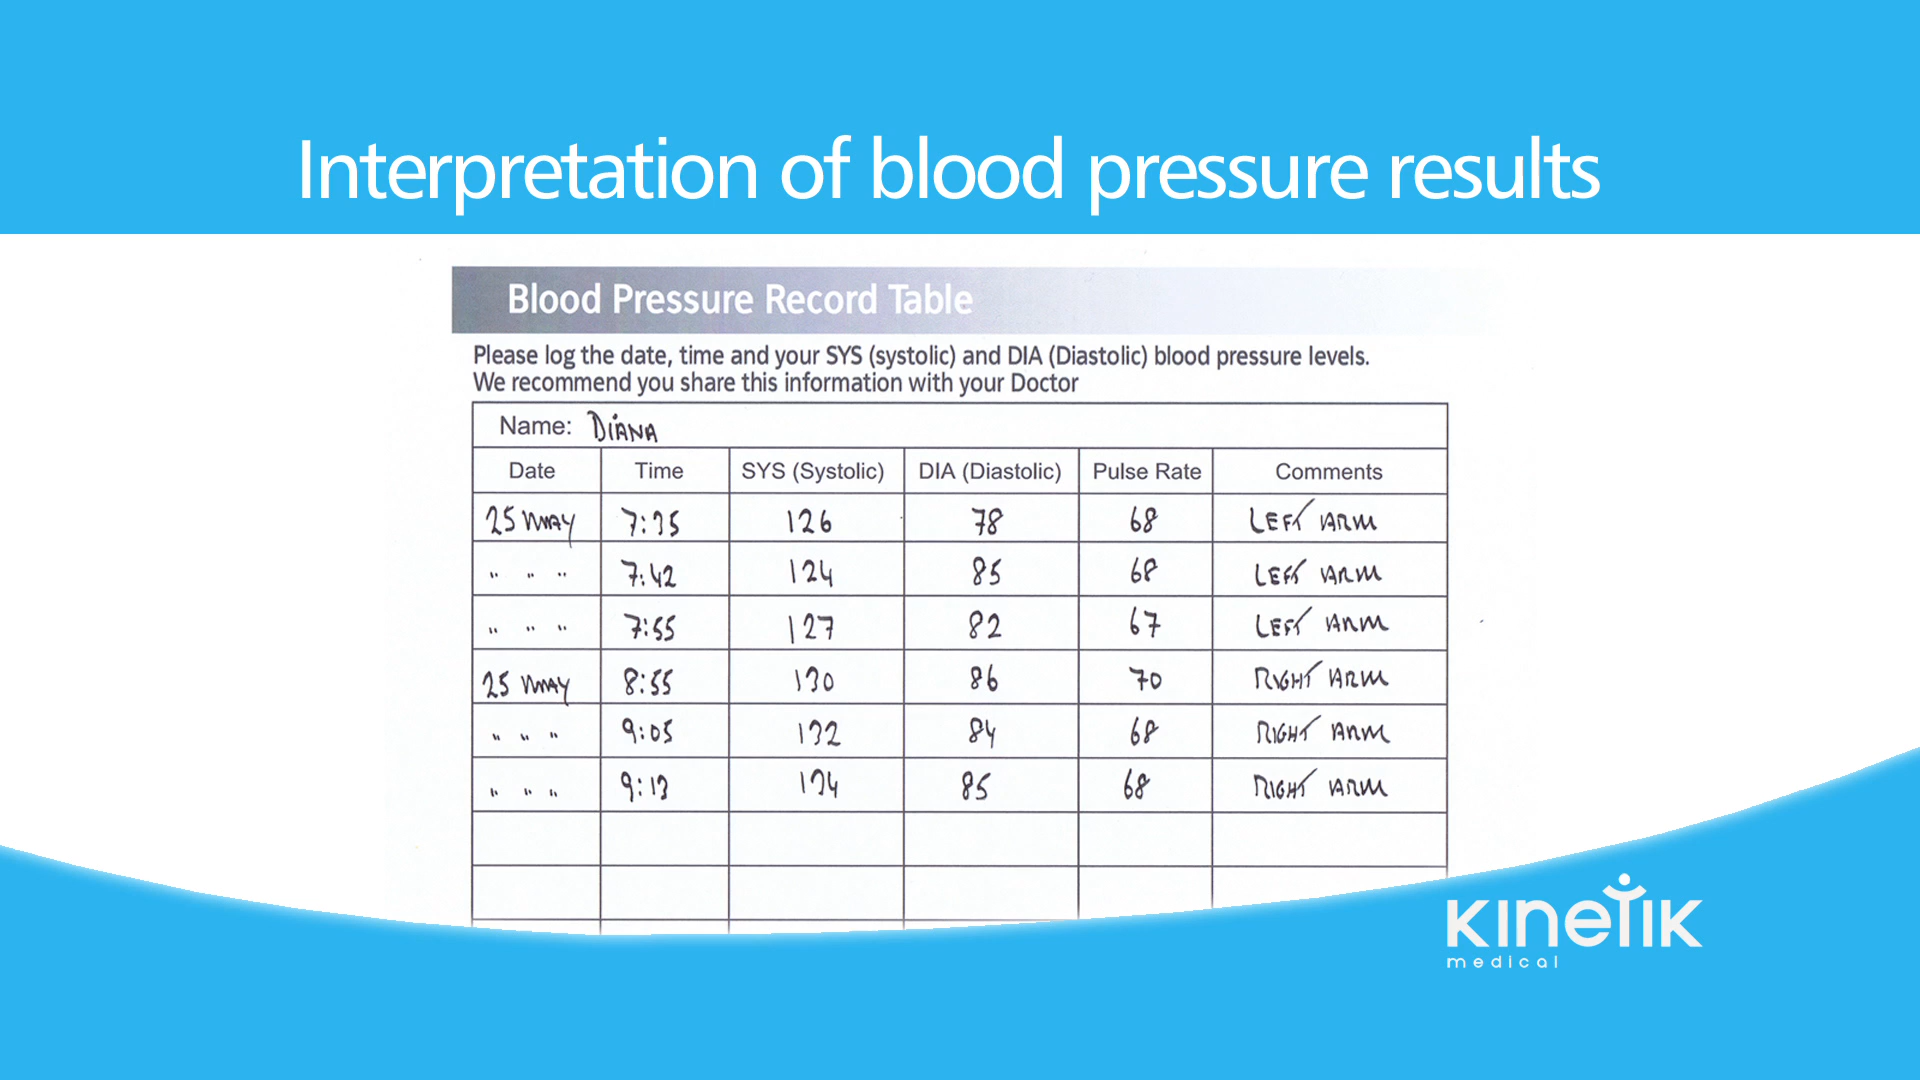 Interpretation of blood pressure results
Blood Pressure Record Table
Please log the date, time and your SYS (systolic) and DIA (Diastolic) blood pressure levels.
We recommend you share this information with your Doctor
Name: DIANA
Date Time SYS (Systolic) DIA (Diastolic) Pulse Rate Comments
25 MAY 7:35 126 78 68 LEFT ARM
" " " 7:42 124 85 68 LEFT ARM
" " " 7:55 127 82 67 LEFT ARM
25 MAY 8:55 130 86 70 RIGHT ARM
" " " 9:05 132 84 68 RIGHT ARM
" " " 9:13 134 85 68 RIGHT ARM
KINETIK
medical